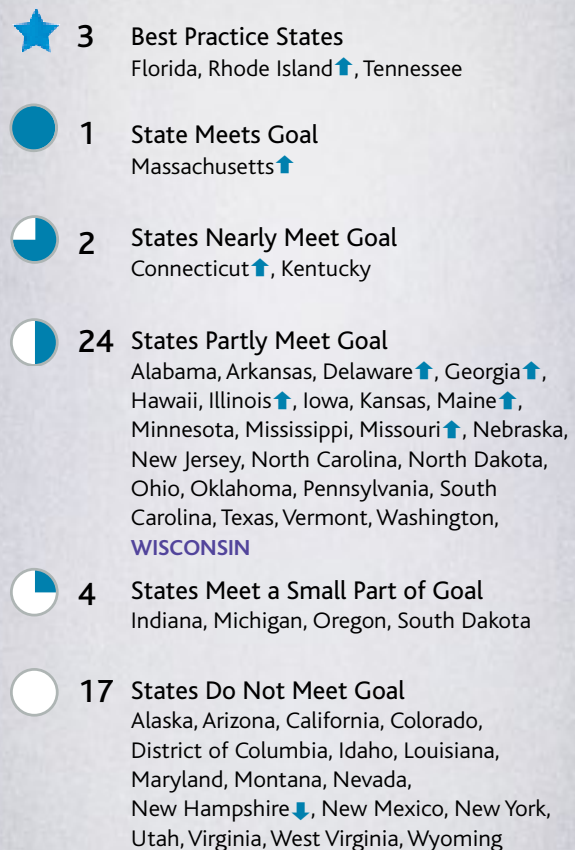 3 Best Practice States
Florida, Rhode Island⬆, Tennessee
1 State Meets Goal
Massachusetts⬆
2 States Nearly Meet Goal
Connecticut⬆, Kentucky
24 States Partly Meet Goal
Alabama, Arkansas, Delaware⬆, Georgia⬆,
Hawaii, Illinois⬆, Iowa, Kansas, Maine⬆,
Minnesota, Mississippi, Missouri⬆, Nebraska,
New Jersey, North Carolina, North Dakota,
Ohio, Oklahoma, Pennsylvania, South
Carolina, Texas, Vermont, Washington,
WISCONSIN
4 States Meet a Small Part of Goal
Indiana, Michigan, Oregon, South Dakota
17 States Do Not Meet Goal
Alaska, Arizona, California, Colorado,
District of Columbia, Idaho, Louisiana,
Maryland, Montana, Nevada,
New Hampshire⬇, New Mexico, New York,
Utah, Virginia, West Virginia, Wyoming